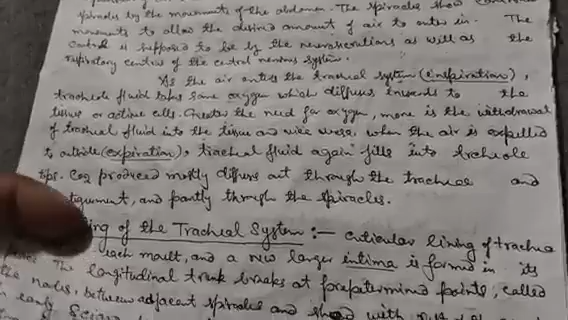 spiracles by the movements of the abdomen. The spiracles show
movements to allow the desired amount of air to enter in. The
control is supposed to be by the neurosecretions as well as the
respiratory centres of the central nervous system.
As the air enters the tracheal system (inspiration),
tracheole fluid takes some oxygen which diffuses inwards to the
tissues or active cells. Greater the need for oxygen, more is the withdrawal
of tracheal fluid into the tissue and vice versa, when the air is expelled
to outside (expiration), tracheal fluid again fills into tracheole
tips. CO2 produced mostly diffuses out through the trachea and
integument, and partly through the spiracles.
ing of the Tracheal System :— cuticular lining of trachea
each moult, and a new larger intima is formed in its
The longitudinal trunk breaks at predetermined points, called
the nodes, between adjacent spiracles and